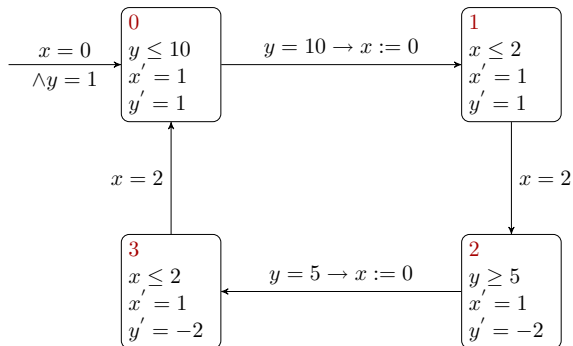 0
y ≤ 10
x′ = 1
y′ = 1
x = 0
∧y = 1
y = 10 → x := 0
1
x ≤ 2
x′ = 1
y′ = 1
x = 2
x = 2
3
x ≤ 2
x′ = 1
y′ = −2
y = 5 → x := 0
2
y ≥ 5
x′ = 1
y′ = −2